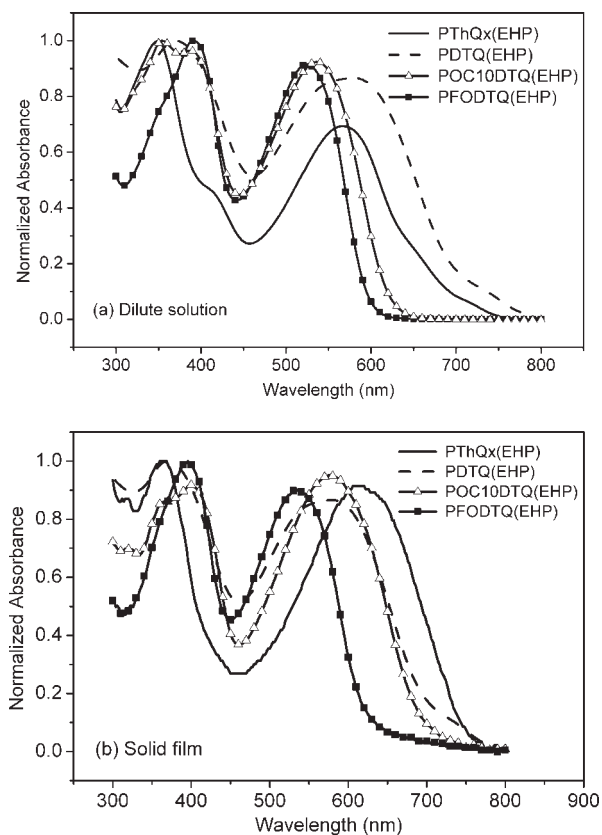 PThQx(EHP)
PDTQ(EHP)
POC10DTQ(EHP)
PFODTQ(EHP)
Normalized Absorbance
1.0
0.8
0.6
0.4
0.2
0.0
(a) Dilute solution
300 400 500 600 700 800
Wavelength (nm)
PThQx(EHP)
PDTQ(EHP)
POC10DTQ(EHP)
PFODTQ(EHP)
Normalized Absorbance
1.0
0.8
0.6
0.4
0.2
0.0
(b) Solid film
300 400 500 600 700 800 900
Wavelength (nm)